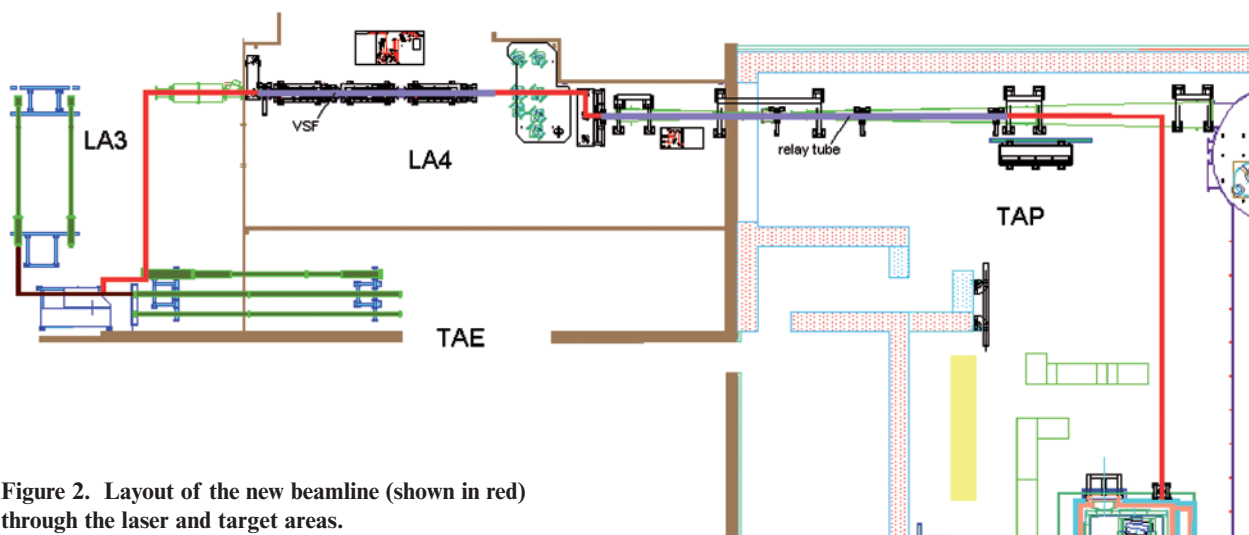 LA3
VSF
LA4
relay tube
TAP
TAE
Figure 2. Layout of the new beamline (shown in red)
through the laser and target areas.